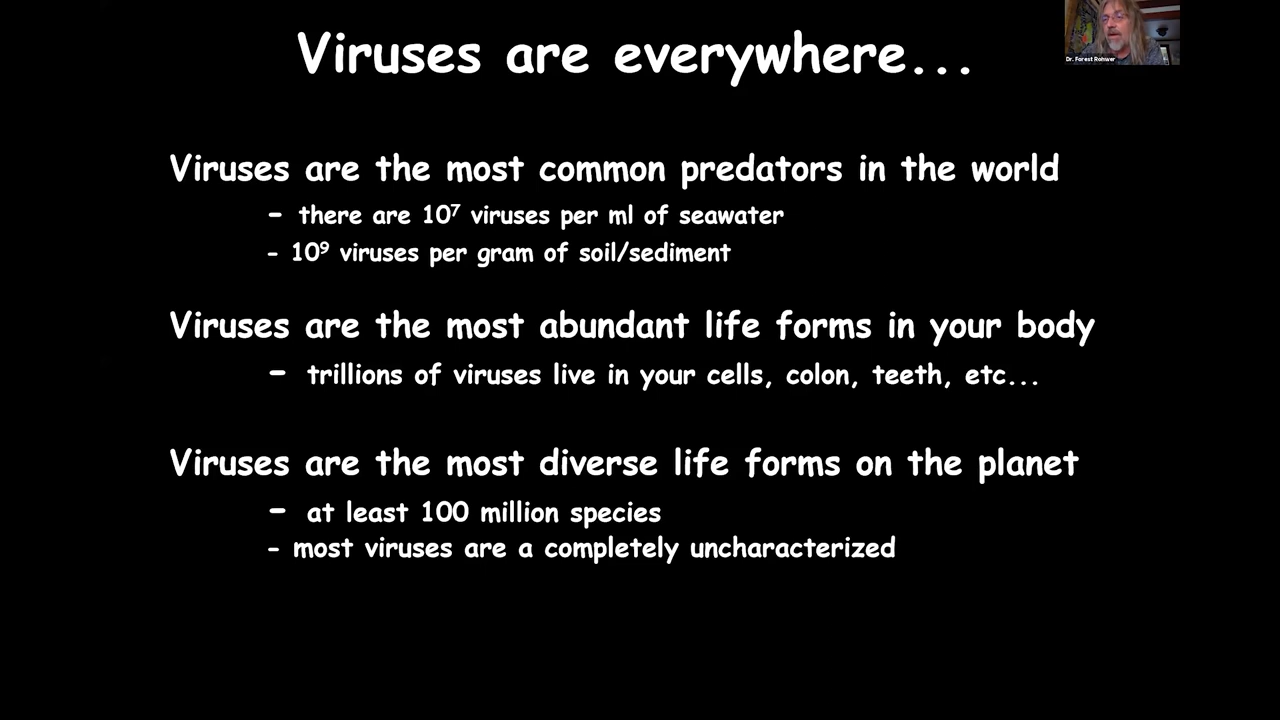 Viruses are everywhere...
Dr. Forest Rohwer
Viruses are the most common predators in the world
- there are 10⁷ viruses per ml of seawater
- 10⁹ viruses per gram of soil/sediment
Viruses are the most abundant life forms in your body
- trillions of viruses live in your cells, colon, teeth, etc...
Viruses are the most diverse life forms on the planet
- at least 100 million species
- most viruses are a completely uncharacterized